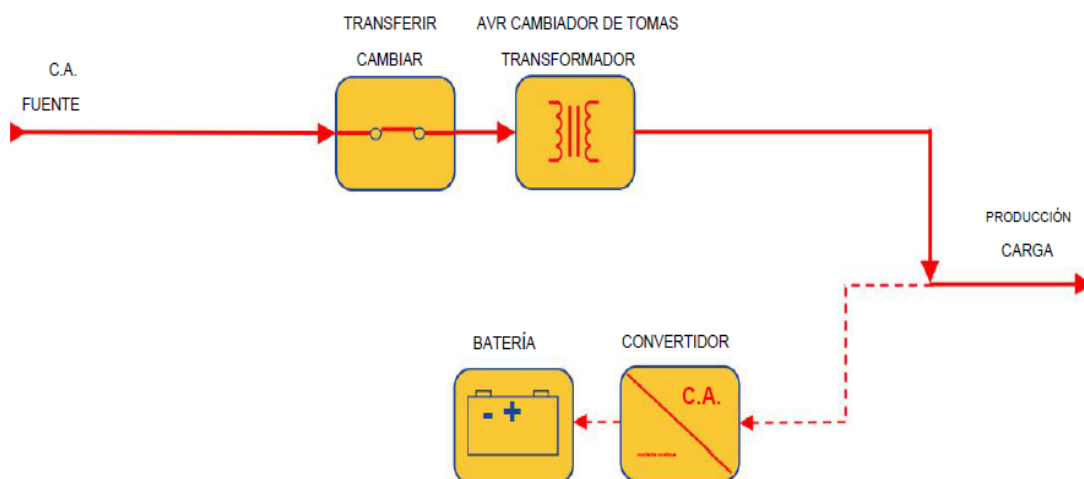 TRANSFERIR
CAMBIAR
AVR CAMBIADOR DE TOMAS
TRANSFORMADOR
C.A.
FUENTE
PRODUCCIÓN
CARGA
BATERÍA
CONVERTIDOR
- +
C.A.